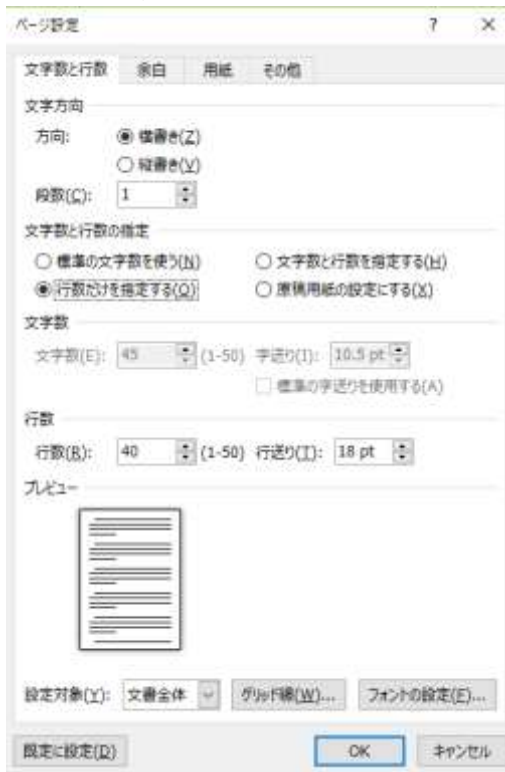 ページ設定 ? ×
文字数と行数 余白 用紙 その他
文字方向
方向: 横書き(Z)
縦書き(V)
段数(C): 1
文字数と行数の指定
標準の文字数を使う(N) 文字数と行数を指定する(H)
行数だけを指定する(O) 原稿用紙の設定にする(X)
文字数
文字数(E): 45 (1-50) 字送り(I): 10.5 pt
標準の字送りを使用する(A)
行数
行数(R): 40 (1-50) 行送り(T): 18 pt
プレビュー
設定対象(Y): 文書全体 グリッド線(W)... フォントの設定(F)...
既定に設定(D) OK キャンセル